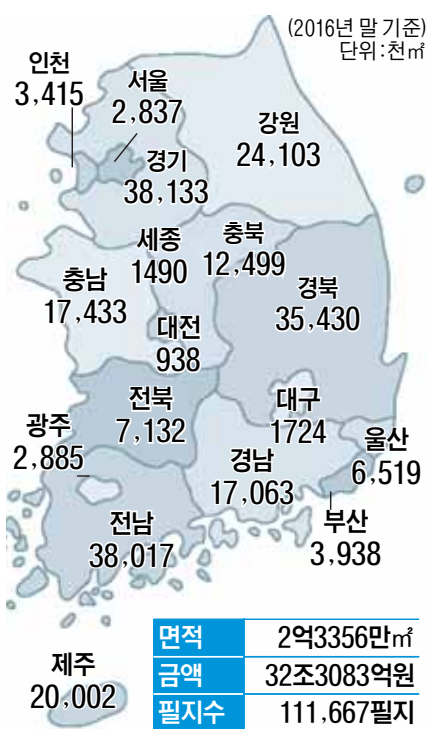 (2016년 말 기준)
단위:천㎡
인천
3,415
서울
2,837
강원
24,103
경기
38,133
세종
1490
충북
12,499
충남
17,433
경북
35,430
대전
938
전북
7,132
대구
1724
광주
2,885
울산
6,519
경남
17,063
전남
38,017
부산
3,938
제주
20,002
면적 2억3356만㎡
금액 32조3083억원
필지수 111,667필지